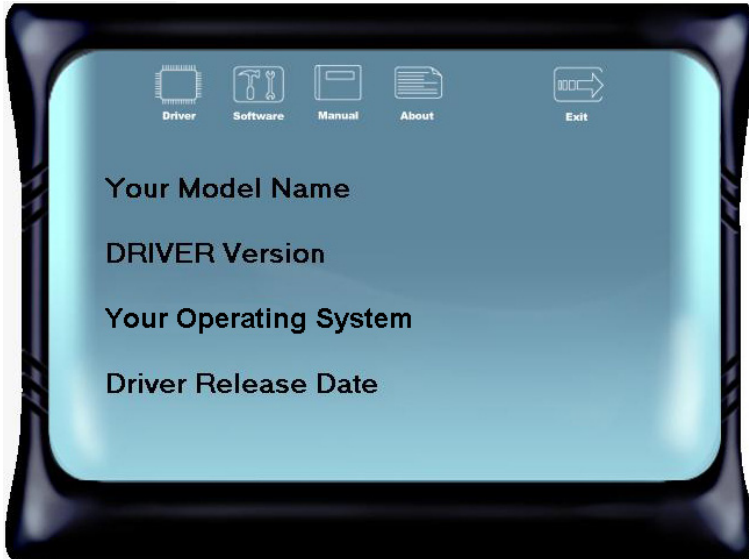 Driver Software Manual About Exit
Your Model Name
DRIVER Version
Your Operating System
Driver Release Date